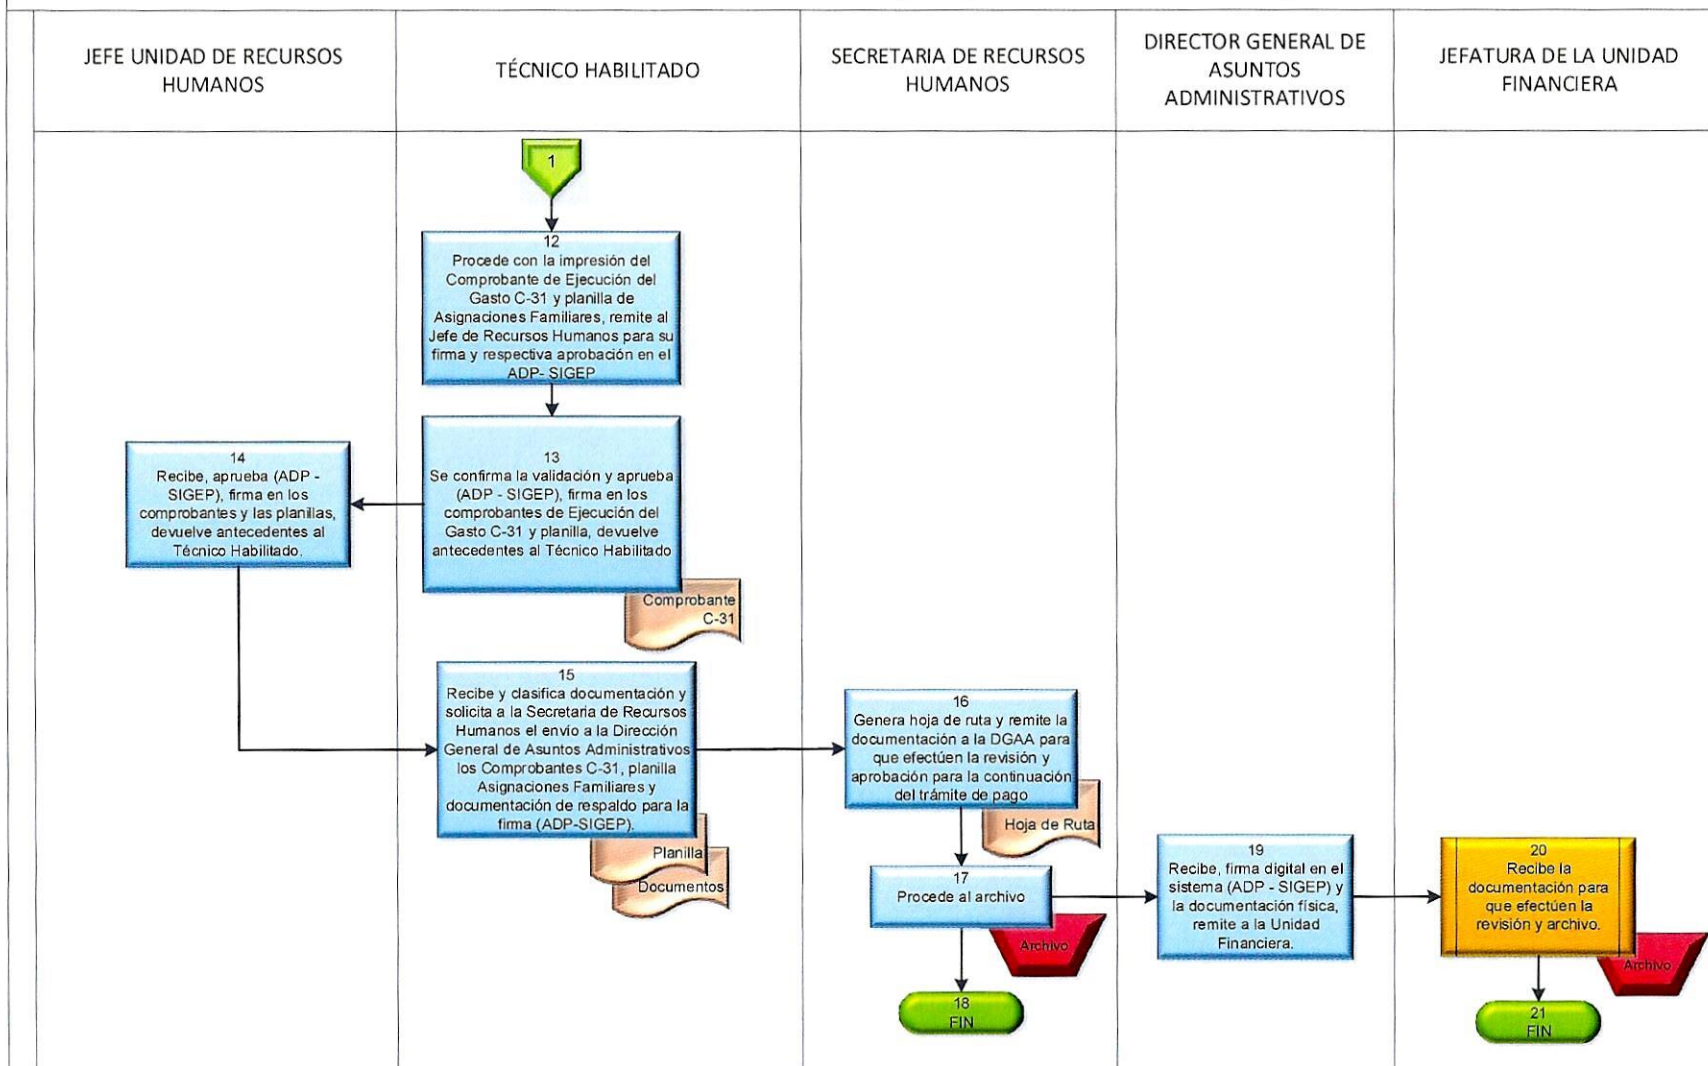 JEFE UNIDAD DE RECURSOS
HUMANOS
TÉCNICO HABILITADO
SECRETARIA DE RECURSOS
HUMANOS
DIRECTOR GENERAL DE
ASUNTOS
ADMINISTRATIVOS
JEFATURA DE LA UNIDAD
FINANCIERA
1
12
Procede con la impresión del
Comprobante de Ejecución del
Gasto C-31 y planilla de
Asignaciones Familiares, remite al
Jefe de Recursos Humanos para su
firma y respectiva aprobación en el
ADP- SIGEP
13
Se confirma la validación y aprueba
(ADP - SIGEP), firma en los
comprobantes de Ejecución del
Gasto C-31 y planilla, devuelve
antecedentes al Técnico Habilitado
Comprobante
C-31
14
Recibe, aprueba (ADP -
SIGEP), firma en los
comprobantes y las planillas,
devuelve antecedentes al
Técnico Habilitado.
15
Recibe y clasifica documentación y
solicita a la Secretaria de Recursos
Humanos el envío a la Dirección
General de Asuntos Administrativos
los Comprobantes C-31, planilla
Asignaciones Familiares y
documentación de respaldo para la
firma (ADP-SIGEP).
Planilla
Documentos
16
Genera hoja de ruta y remite la
documentación a la DGAA para
que efectúen la revisión y
aprobación para la continuación
del trámite de pago
Hoja de Ruta
17
Procede al archivo
Archivo
18
FIN
19
Recibe, firma digital en el
sistema (ADP - SIGEP) y
la documentación física,
remite a la Unidad
Financiera.
20
Recibe la
documentación para
que efectúen la
revisión y archivo.
Archivo
21
FIN